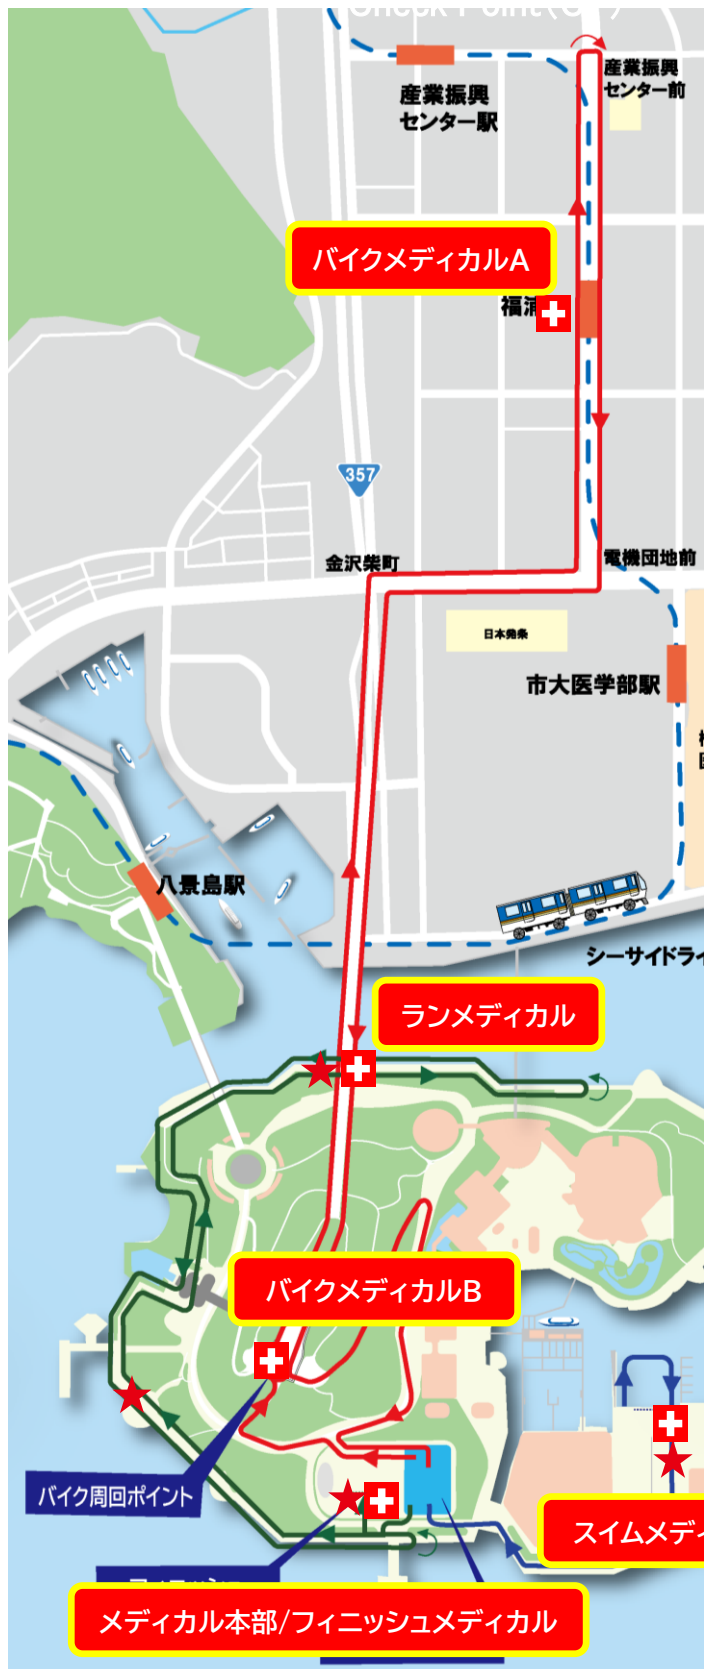 Check Point(C
産業振興
センター前
産業振興
センター駅
バイクメディカルA
福浦
357
金沢柴町
電機団地前
日本発条
市大医学部駅
八景島駅
シーサイドライ
ランメディカル
バイクメディカルB
バイク周回ポイント
スイムメディ
メディカル本部/フィニッシュメディカル